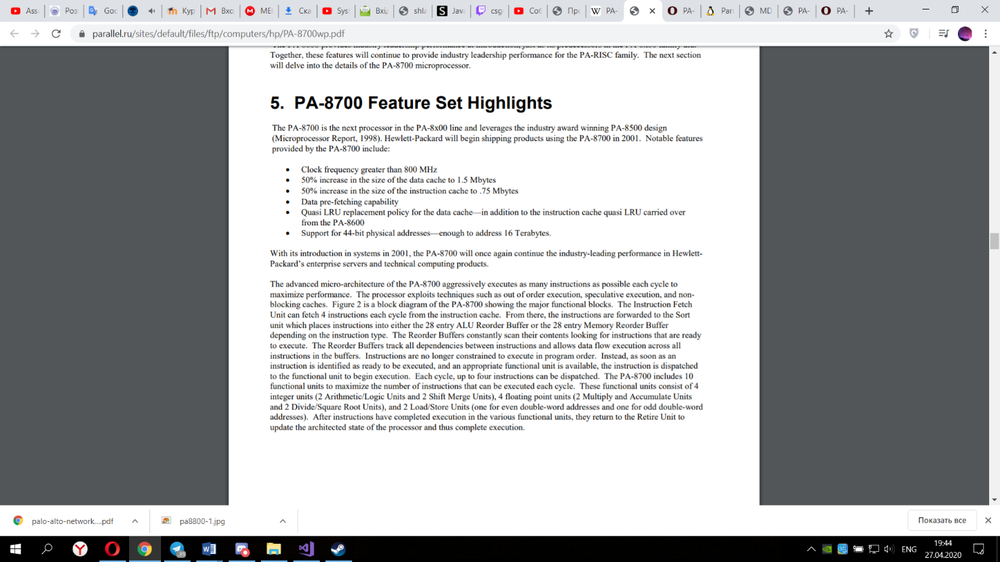 Ass
Роз
Goo
Кур
Вхо
ME
Ска
Sys
Вхід
shla
Java
csg
Соб
Про
PA-
PA-
Pari
MD
PA-
PA-
parallel.ru/sites/default/files/ftp/computers/hp/PA-8700wp.pdf
Together, these features will continue to provide industry leadership performance for the PA-RISC family. The next section
will delve into the details of the PA-8700 microprocessor.
5. PA-8700 Feature Set Highlights
The PA-8700 is the next processor in the PA-8x00 line and leverages the industry award winning PA-8500 design
(Microprocessor Report, 1998). Hewlett-Packard will begin shipping products using the PA-8700 in 2001. Notable features
provided by the PA-8700 include:
• Clock frequency greater than 800 MHz
• 50% increase in the size of the data cache to 1.5 Mbytes
• 50% increase in the size of the instruction cache to .75 Mbytes
• Data pre-fetching capability
• Quasi LRU replacement policy for the data cache—in addition to the instruction cache quasi LRU carried over
from the PA-8600
• Support for 44-bit physical addresses—enough to address 16 Terabytes.
With its introduction in systems in 2001, the PA-8700 will once again continue the industry-leading performance in Hewlett-
Packard's enterprise servers and technical computing products.
The advanced micro-architecture of the PA-8700 aggressively executes as many instructions as possible each cycle to
maximize performance. The processor exploits techniques such as out of order execution, speculative execution, and non-
blocking caches. Figure 2 is a block diagram of the PA-8700 showing the major functional blocks. The Instruction Fetch
Unit can fetch 4 instructions each cycle from the instruction cache. From there, the instructions are forwarded to the Sort
unit which places instructions into either the 28 entry ALU Reorder Buffer or the 28 entry Memory Reorder Buffer
depending on the instruction type. The Reorder Buffers constantly scan their contents looking for instructions that are ready
to execute. The Reorder Buffers track all dependencies between instructions and allows data flow execution across all
instructions in the buffers. Instructions are no longer constrained to execute in program order. Instead, as soon as an
instruction is identified as ready to be executed, and an appropriate functional unit is available, the instruction is dispatched
to the functional unit to begin execution. Each cycle, up to four instructions can be dispatched. The PA-8700 includes 10
functional units to maximize the number of instructions that can be executed each cycle. These functional units consist of 4
integer units (2 Arithmetic/Logic Units and 2 Shift Merge Units), 4 floating point units (2 Multiply and Accumulate Units
and 2 Divide/Square Root Units), and 2 Load/Store Units (one for even double-word addresses and one for odd double-word
addresses). After instructions have completed execution in the various functional units, they return to the Retire Unit to
update the architected state of the processor and thus complete execution.
palo-alto-network....pdf
pa8800-1.jpg
Показать все
89
ENG
19:44
27.04.2020